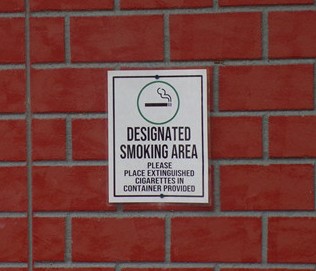 DESIGNATED
SMOKING AREA
PLEASE
PLACE EXTINGUISHED
CIGARETTES IN
CONTAINER PROVIDED